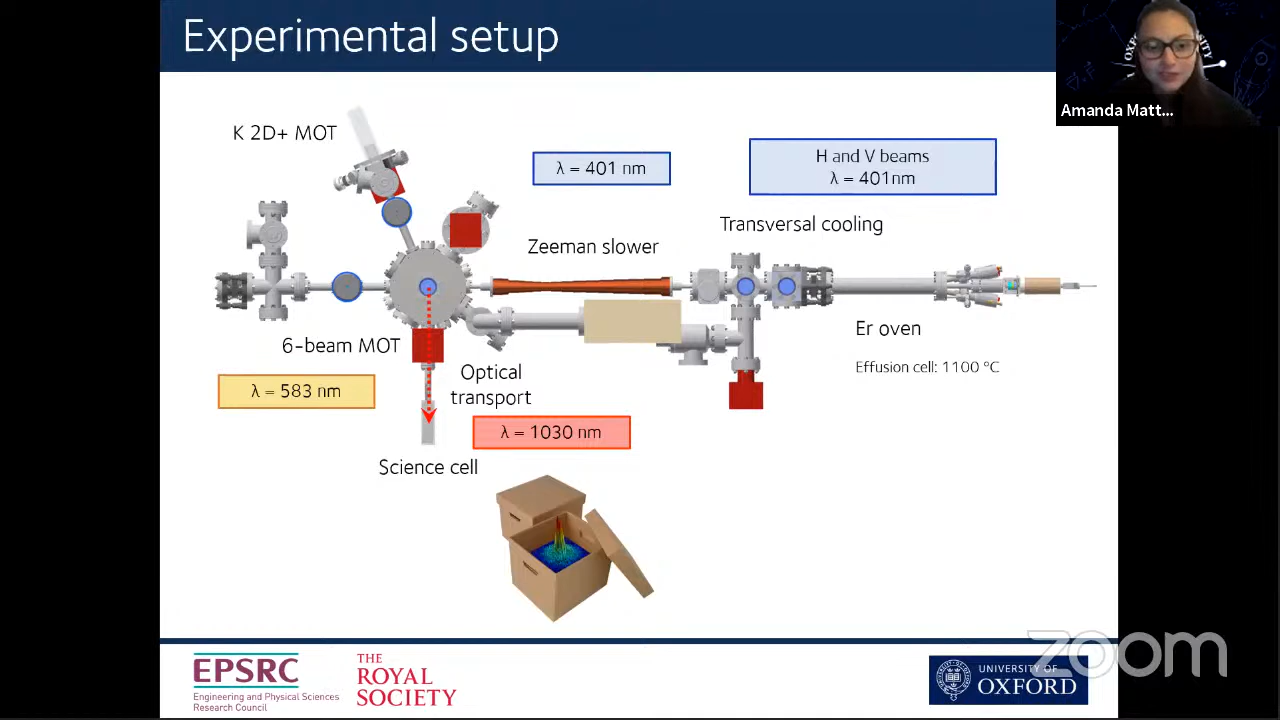 Experimental setup
Amanda Matt...
K 2D+ MOT
λ = 401 nm
H and V beams
λ = 401nm
Transversal cooling
Zeeman slower
Er oven
6-beam MOT
Effusion cell: 1100 °C
λ = 583 nm
Optical
transport
λ = 1030 nm
Science cell
EPSRC
Engineering and Physical Sciences
Research Council
THE
ROYAL
SOCIETY
UNIVERSITY OF
OXFORD
zoom